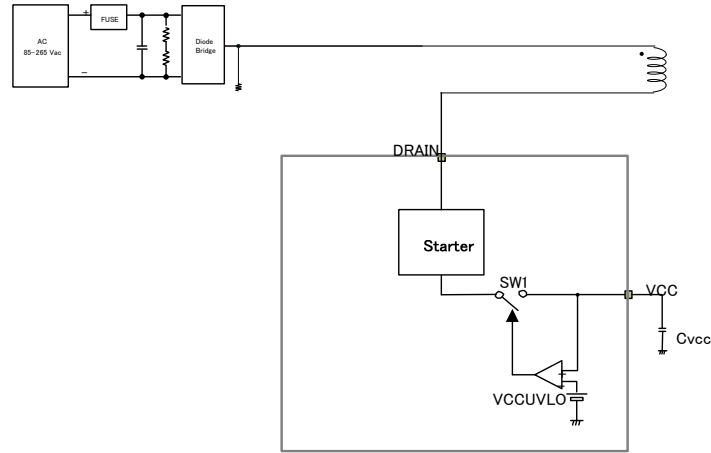 AC
85-265 Vac
+
FUSE
−
Diode
Bridge
DRAIN
Starter
SW1
VCC
Cvcc
+
VCCUVLO